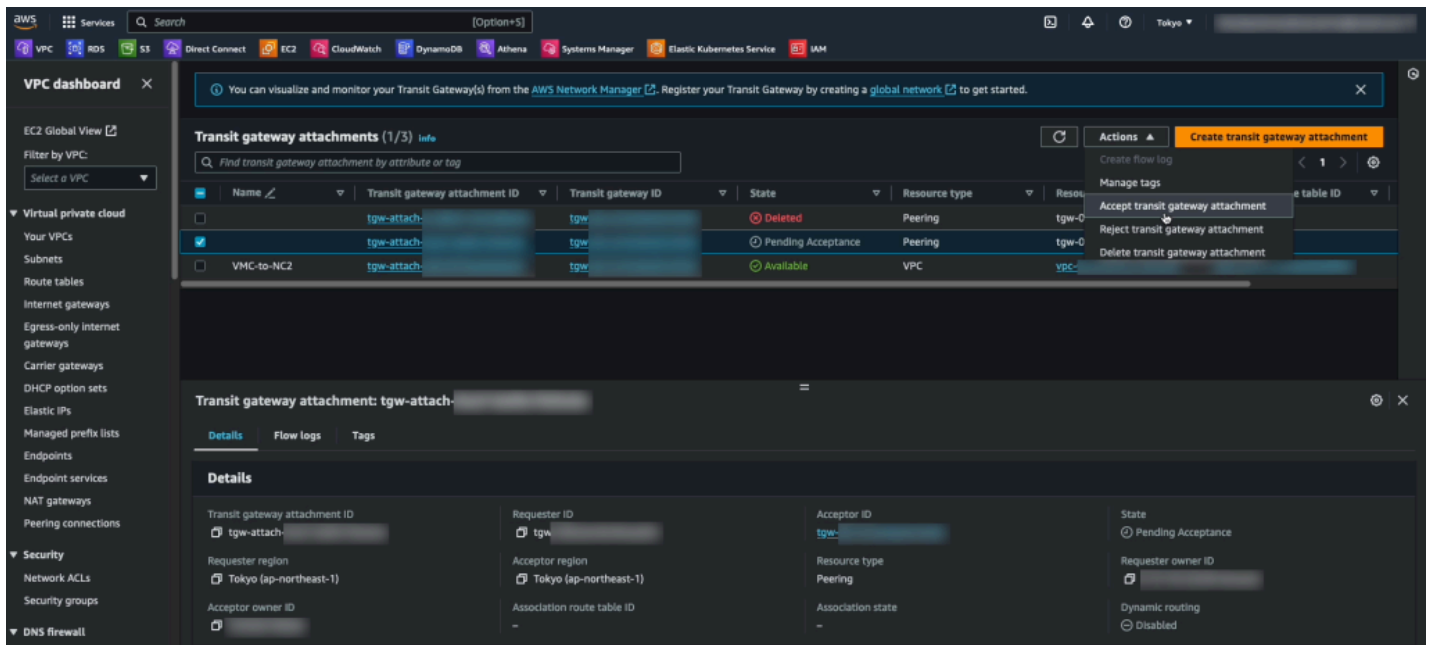 aws Services Search [Option+S] Tokyo ▼
VPC RDS S3 Direct Connect EC2 CloudWatch DynamoDB Athena Systems Manager Elastic Kubernetes Service IAM
VPC dashboard
EC2 Global View
Filter by VPC:
Select a VPC
▼ Virtual private cloud
Your VPCs
Subnets
Route tables
Internet gateways
Egress-only internet
gateways
Carrier gateways
DHCP option sets
Elastic IPs
Managed prefix lists
Endpoints
Endpoint services
NAT gateways
Peering connections
▼ Security
Network ACLs
Security groups
▼ DNS firewall
You can visualize and monitor your Transit Gateway(s) from the AWS Network Manager. Register your Transit Gateway by creating a global network to get started.
Transit gateway attachments (1/3) Info
Actions ▲ Create transit gateway attachment
Find transit gateway attachment by attribute or tag
< 1 >
Create flow log
Manage tags
Accept transit gateway attachment
Reject transit gateway attachment
Delete transit gateway attachment
Name Transit gateway attachment ID Transit gateway ID State Resource type Resou e table ID
tgw-attach- tgw Deleted Peering tgw-0
tgw-attach- tgw Pending Acceptance Peering tgw-0
VMC-to-NC2 tgw-attach- tgw Available VPC vpc-
Transit gateway attachment: tgw-attach-
Details Flow logs Tags
Details
Transit gateway attachment ID Requester ID Acceptor ID State
tgw-attach- tgw tgw- Pending Acceptance
Requester region Acceptor region Resource type Requester owner ID
Tokyo (ap-northeast-1) Tokyo (ap-northeast-1) Peering
Acceptor owner ID Association route table ID Association state Dynamic routing
– – Disabled